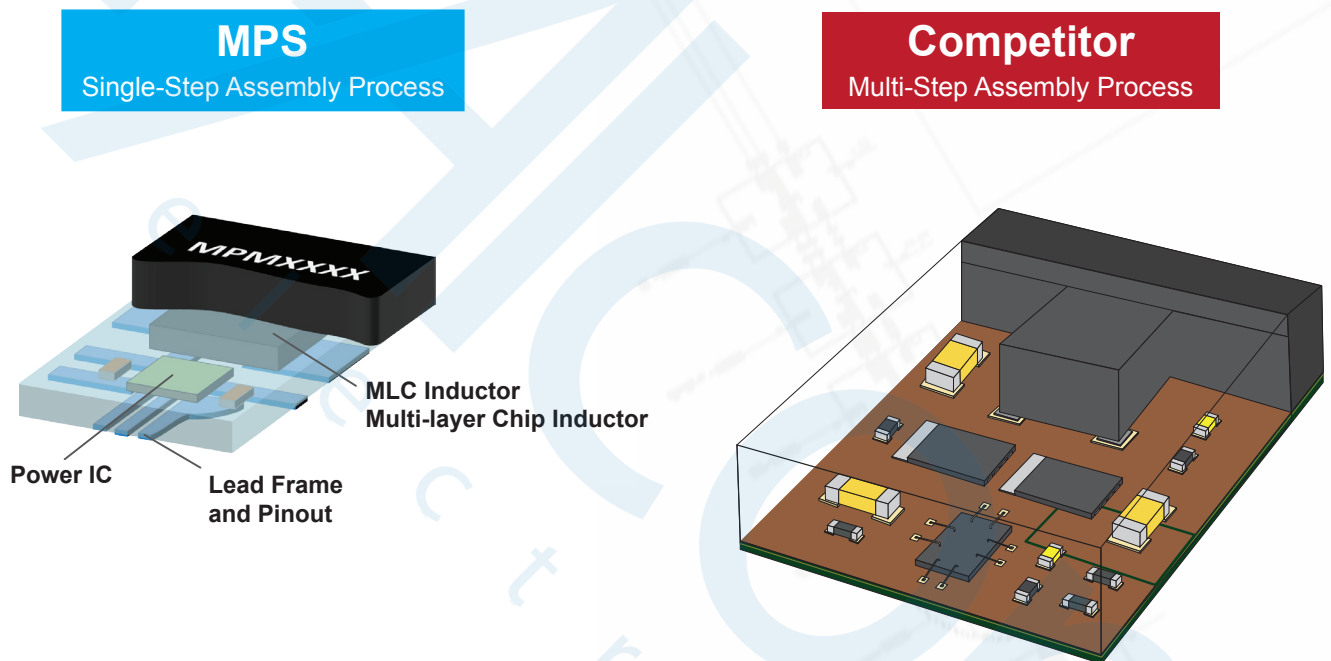 MPS
Single-Step Assembly Process
Competitor
Multi-Step Assembly Process
MPMXXXX
MLC Inductor
Multi-layer Chip Inductor
Power IC
Lead Frame
and Pinout